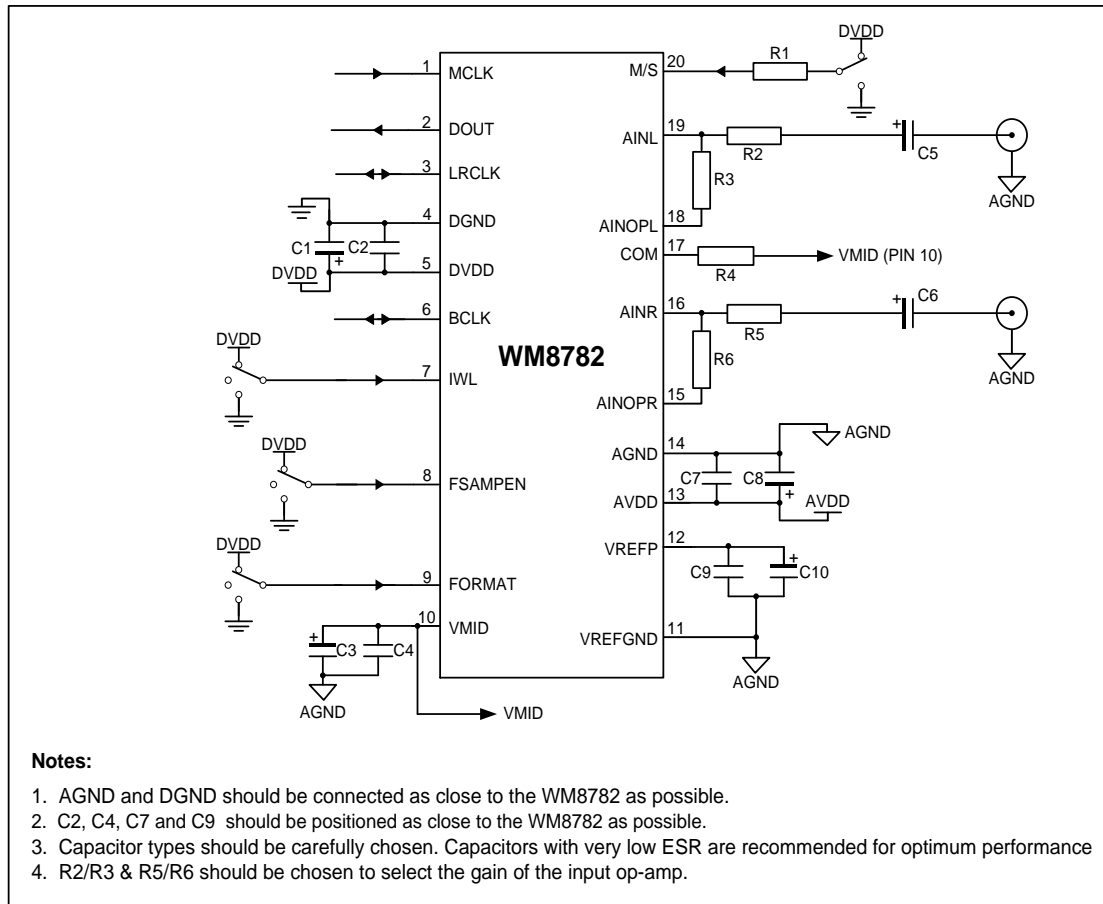 DVDD
R1
20
M/S
1
MCLK
2
DOUT
19
AINL
R2
+
C5
AGND
3
LRCLK
R3
4
DGND
18
AINOPL
C1
C2
+
DVDD
5
DVDD
17
COM
R4
VMID (PIN 10)
6
BCLK
16
AINR
R5
+
C6
AGND
WM8782
R6
DVDD
7
IWL
15
AINOPR
DVDD
8
FSAMPEN
14
AGND
AGND
C7
C8
+
13
AVDD
AVDD
DVDD
9
FORMAT
12
VREFP
C9
+
C10
10
VMID
+
C3
C4
AGND
11
VREFGND
AGND
VMID
Notes:
1. AGND and DGND should be connected as close to the WM8782 as possible.
2. C2, C4, C7 and C9 should be positioned as close to the WM8782 as possible.
3. Capacitor types should be carefully chosen. Capacitors with very low ESR are recommended for optimum performance
4. R2/R3 & R5/R6 should be chosen to select the gain of the input op-amp.